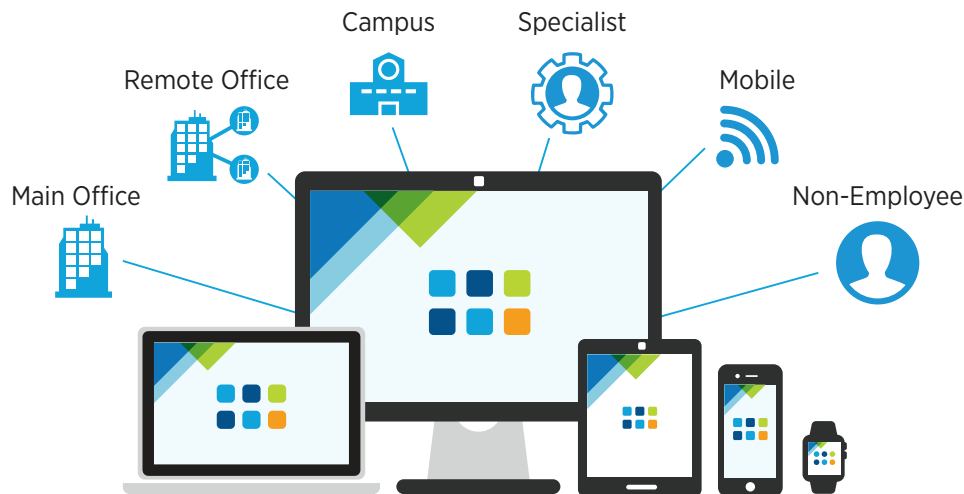 Campus
Specialist
Remote Office
Mobile
Main Office
Non-Employee